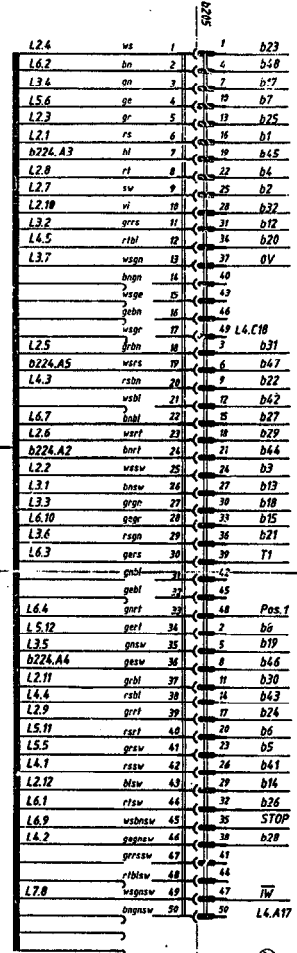 5029
L2.4 ws 1 1 b23
L6.2 bn 2 4 b48
L3.4 gn 3 7 b17
L5.6 ge 4 10 b7
L2.3 gr 5 13 b25
L2.1 rs 6 16 b1
b224.A3 bl 7 19 b45
L2.8 rt 8 22 b4
L2.7 sw 9 25 b2
L2.10 vi 10 28 b32
L3.2 grrs 11 31 b12
L4.5 rtbl 12 34 b20
L3.7 wsgn 13 37 0V
bngn 14 40
wsge 15 43
gebn 16 46
wsgr 17 49 L4.C18
L2.5 grbn 18 3 b31
b224.A5 wsrs 19 6 b47
L4.3 rsbn 20 9 b22
wsbl 21 12 b42
L6.7 bnbl 22 15 b27
L2.6 wsrt 23 18 b29
b224.A2 bnrt 24 21 b44
L2.2 wssw 25 24 b3
L3.1 bnsw 26 27 b13
L3.3 grgn 27 30 b18
L6.10 gegr 28 33 b15
L3.6 rsgn 29 36 b21
L6.3 gers 30 39 T1
gnbl 31 42
gebl 32 45
L6.4 gnrt 33 48 Pos.1
L5.12 gert 34 2 b8
L3.5 gnsw 35 5 b19
b224.A4 gesw 36 8 b46
L2.11 grbl 37 11 b30
L4.4 rsbl 38 14 b43
L2.9 grrt 39 17 b24
L5.11 rsrt 40 20 b6
L5.5 grsw 41 23 b5
L4.1 rssw 42 26 b41
L2.12 blsw 43 29 b14
L6.1 rtsw 44 32 b26
L6.9 wsbnsw 45 35 STOP
L4.2 gegnsw 46 38 b28
grrssw 47 41
rtblsw 48 44
L7.8 wsgnsw 49 47 IW
bngnsw 50 50 L4.A17